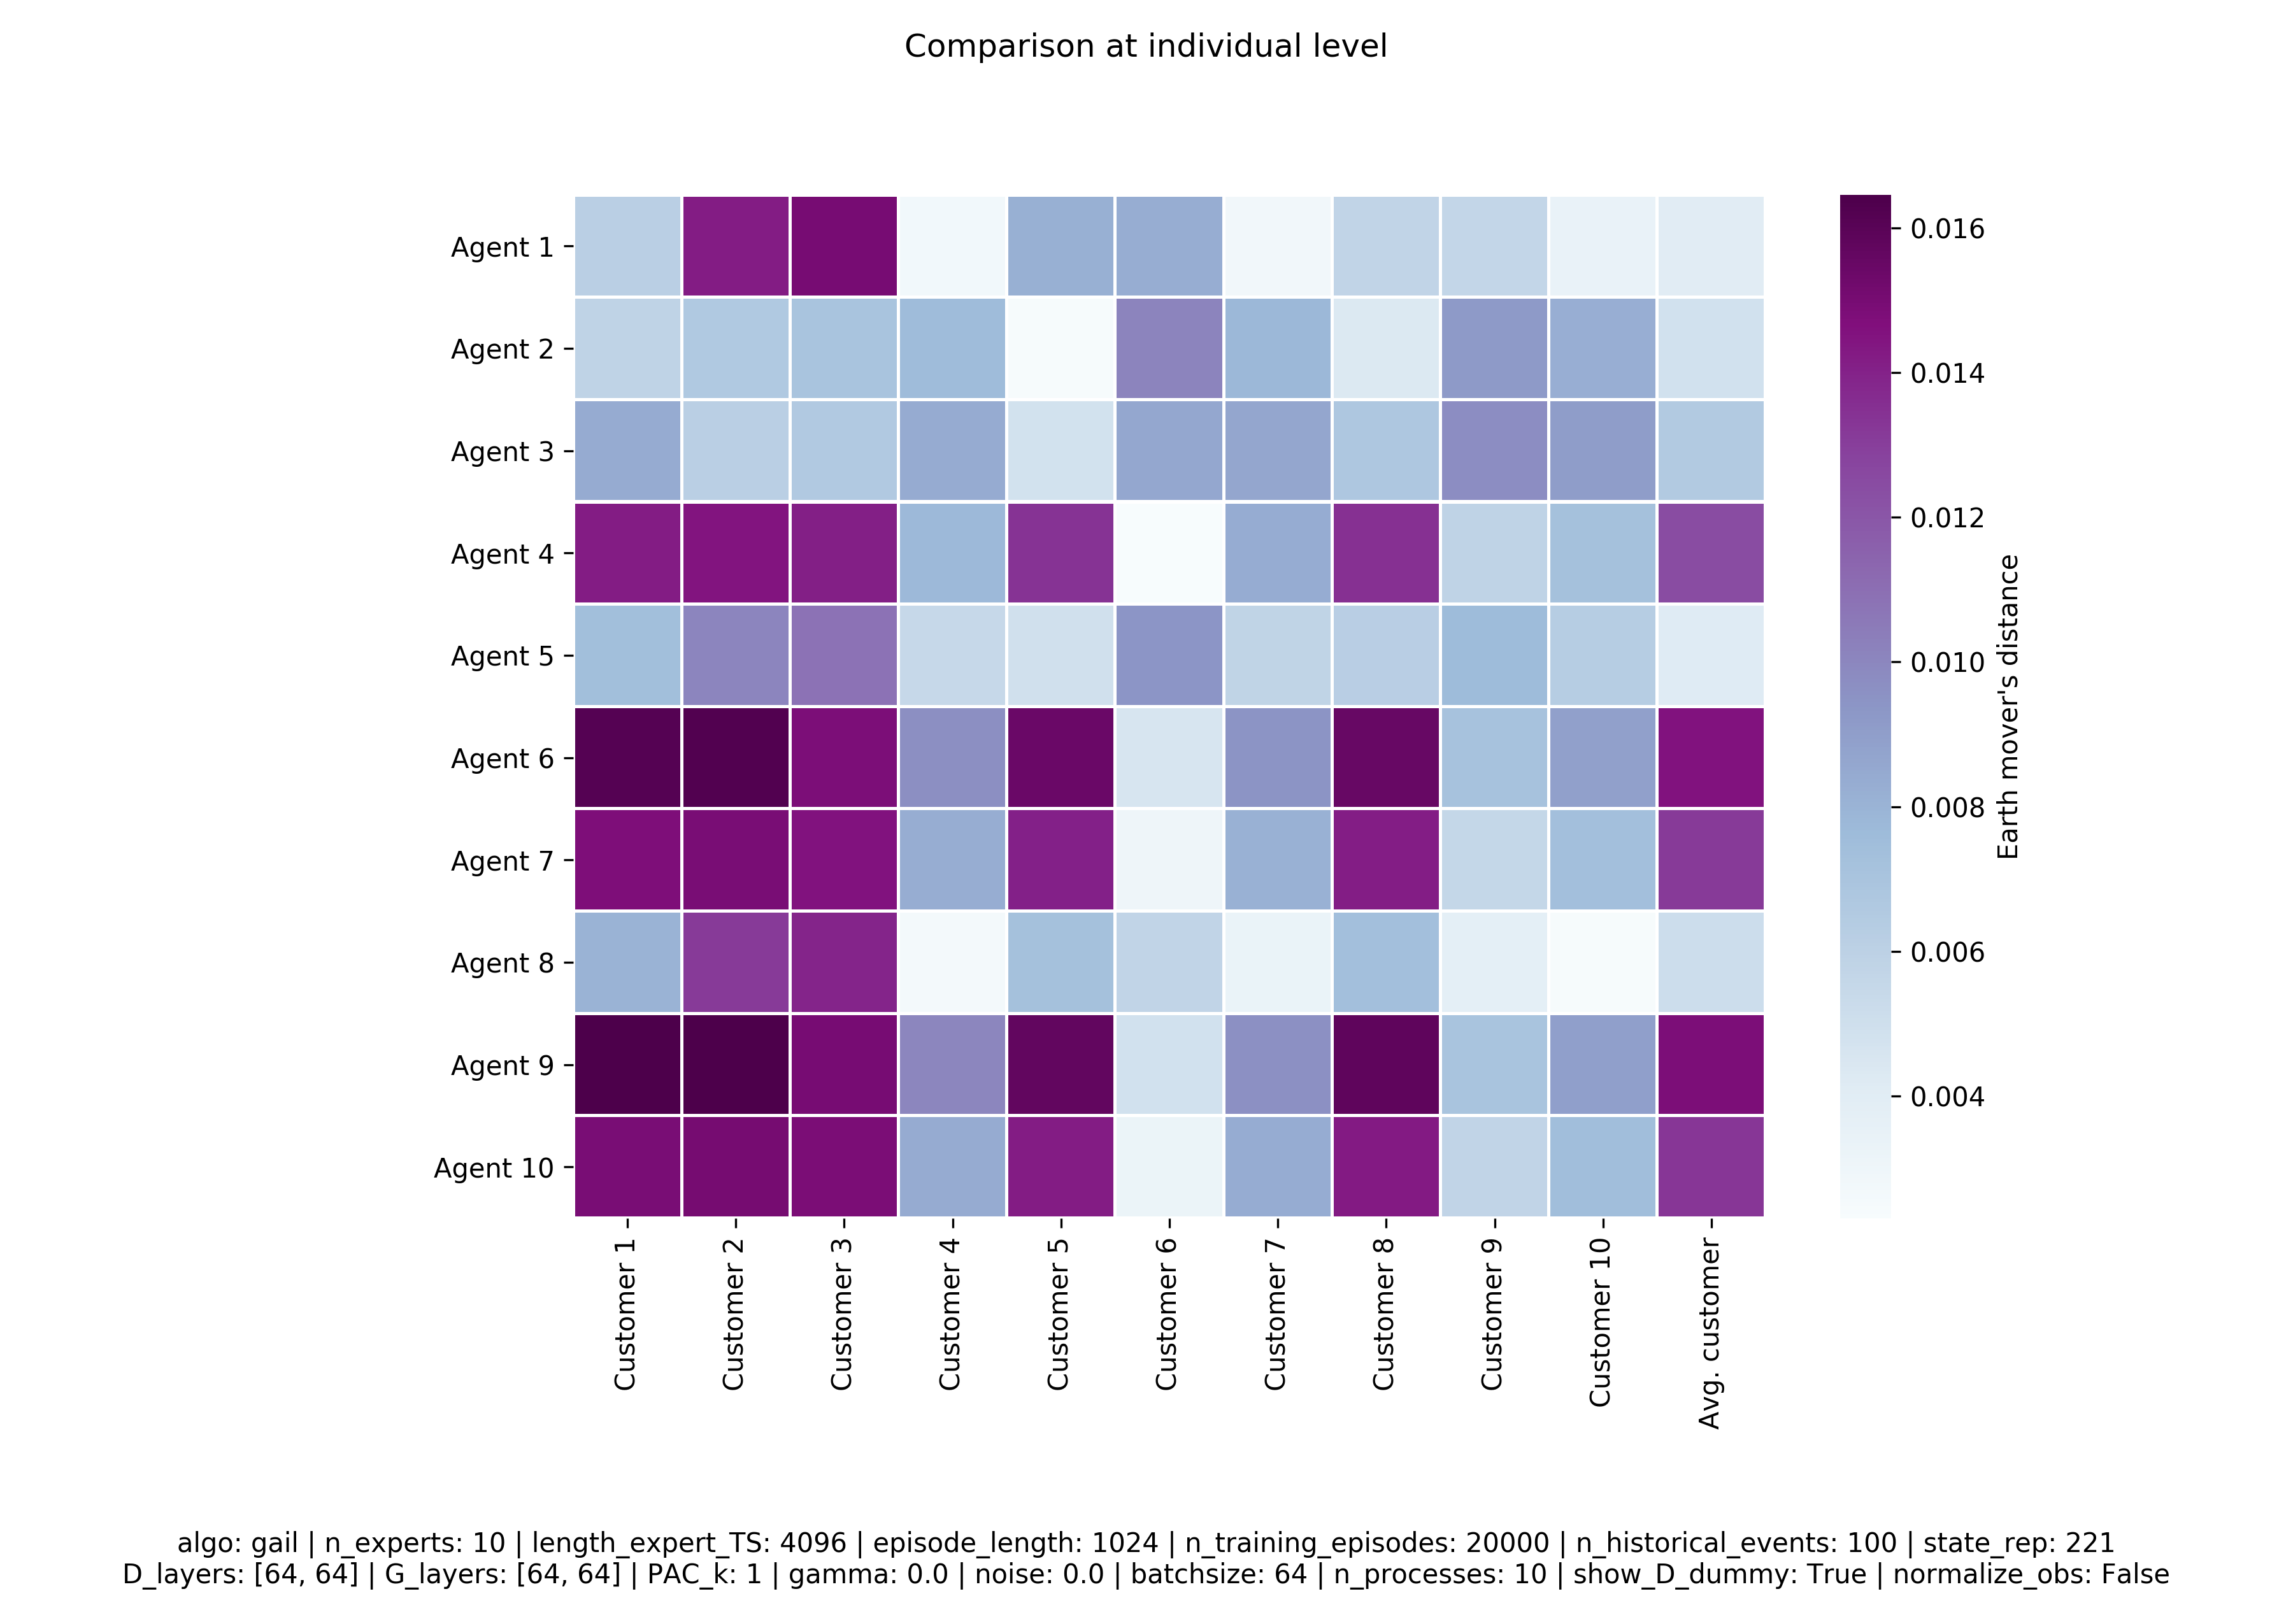 Comparison at individual level
Agent 1
Agent 2
Agent 3
Agent 4
Agent 5
Agent 6
Agent 7
Agent 8
Agent 9
Agent 10
Customer 1
Customer 2
Customer 3
Customer 4
Customer 5
Customer 6
Customer 7
Customer 8
Customer 9
Customer 10
Avg. customer
0.016
0.014
0.012
0.010
0.008
0.006
0.004
Earth mover's distance
algo: gail | n_experts: 10 | length_expert_TS: 4096 | episode_length: 1024 | n_training_episodes: 20000 | n_historical_events: 100 | state_rep: 221
D_layers: [64, 64] | G_layers: [64, 64] | PAC_k: 1 | gamma: 0.0 | noise: 0.0 | batchsize: 64 | n_processes: 10 | show_D_dummy: True | normalize_obs: False